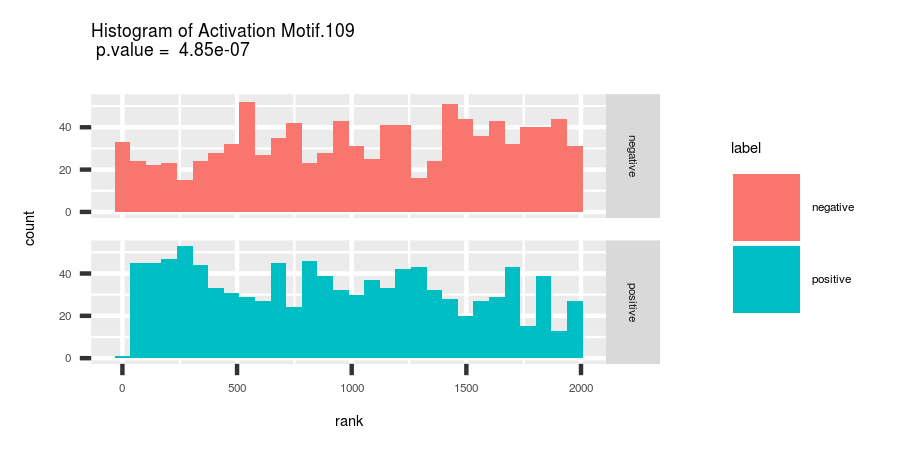 Histogram of Activation Motif.109
p.value = 4.85e-07
count
40
20
0
negative
40
20
0
positive
0 500 1000 1500 2000
rank
label
negative
positive